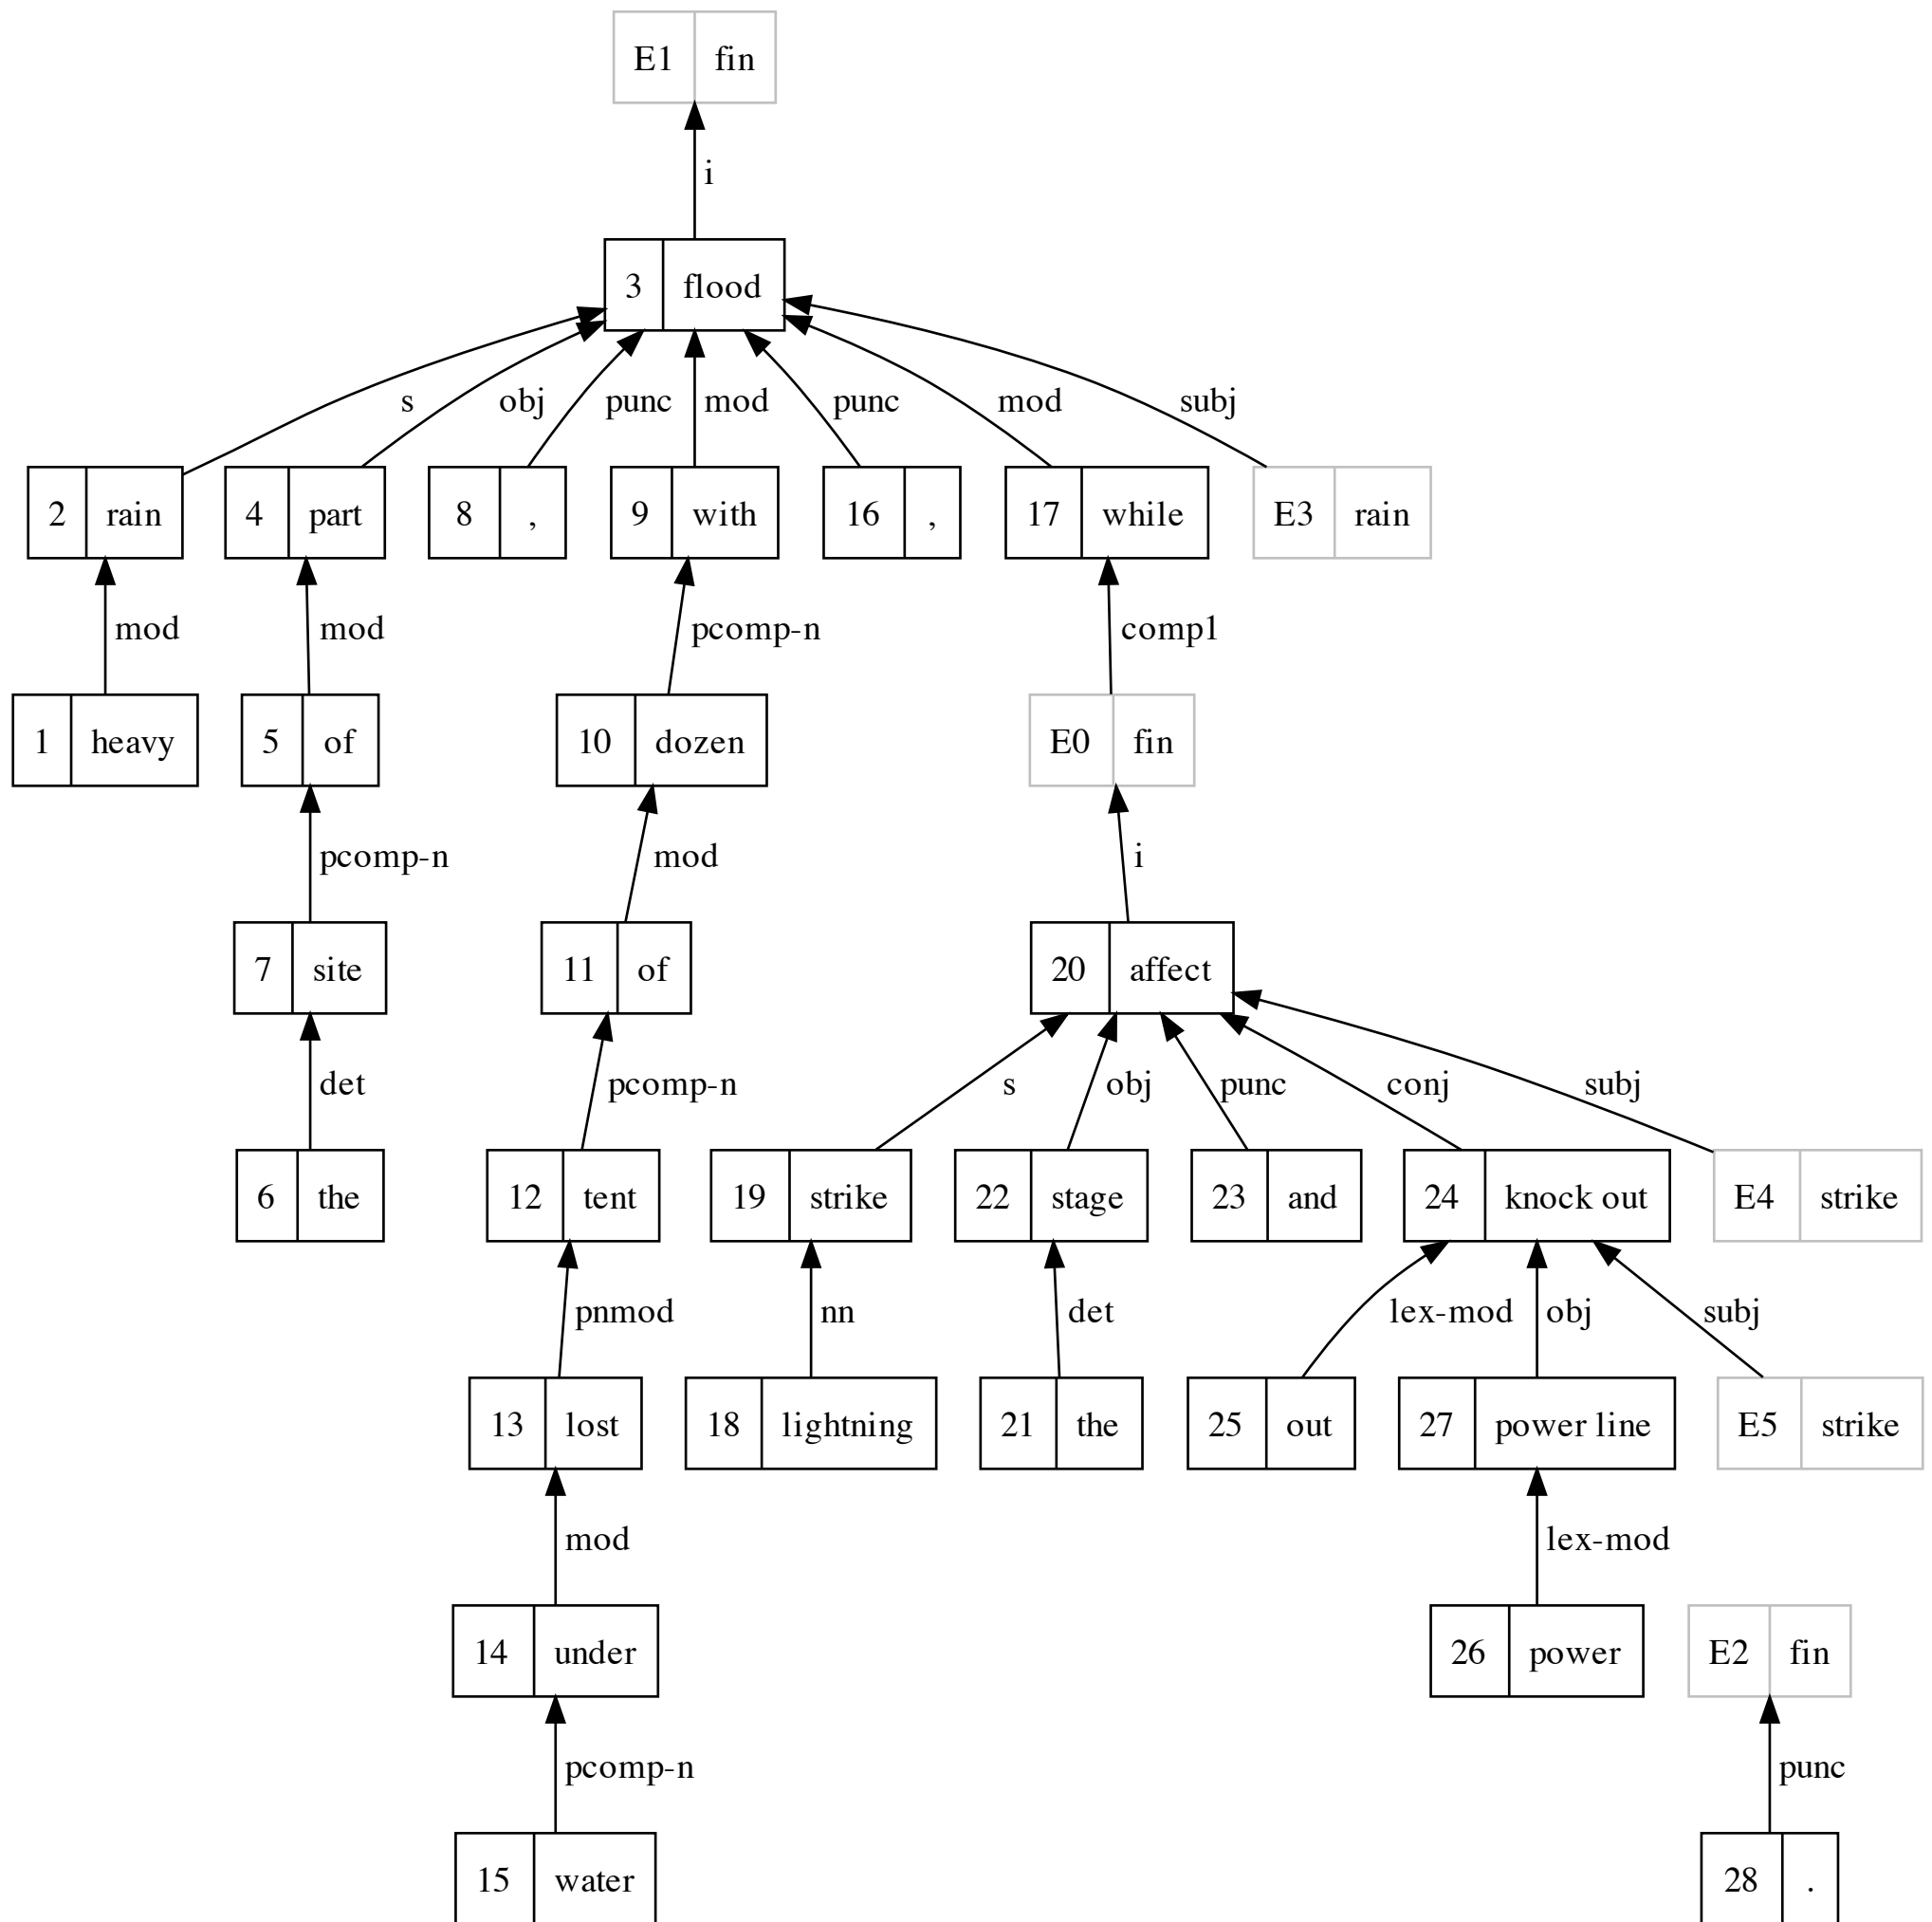 E1 fin
i
3 flood
s obj punc mod punc mod subj
2 rain 4 part 8 , 9 with 16 , 17 while E3 rain
mod mod pcomp-n comp1
1 heavy 5 of 10 dozen E0 fin
pcomp-n mod i
7 site 11 of 20 affect
det pcomp-n s obj punc conj subj
6 the 12 tent 19 strike 22 stage 23 and 24 knock out E4 strike
pnmod nn det lex-mod obj subj
13 lost 18 lightning 21 the 25 out 27 power line E5 strike
mod lex-mod
14 under 26 power E2 fin
pcomp-n punc
15 water 28 .